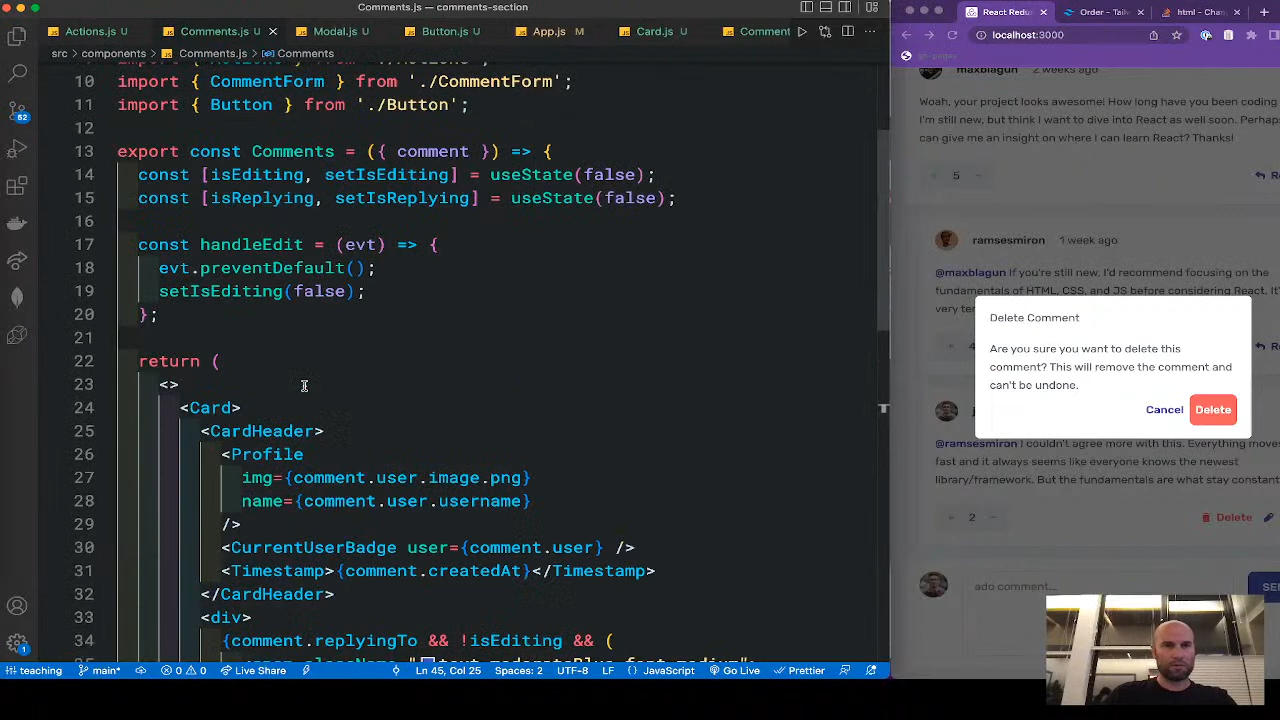 Comments.js — comments-section
Actions.js U
Comments.js U
Modal.js U
Button.js U
App.js M
Card.js U
Comment
src > components > Comments.js > Comments
10 import { CommentForm } from './CommentForm';
11 import { Button } from './Button';
12
13 export const Comments = ({ comment }) => {
14 const [isEditing, setIsEditing] = useState(false);
15 const [isReplying, setIsReplying] = useState(false);
16
17 const handleEdit = (evt) => {
18 evt.preventDefault();
19 setIsEditing(false);
20 };
21
22 return (
23 <>
24 <Card>
25 <CardHeader>
26 <Profile
27 img={comment.user.image.png}
28 name={comment.user.username}
29 />
30 <CurrentUserBadge user={comment.user} />
31 <Timestamp>{comment.createdAt}</Timestamp>
32 </CardHeader>
33 <div>
34 {comment.replyingTo && !isEditing && (
52
1
teaching main* 0 0 Live Share Ln 45, Col 25 Spaces: 2 UTF-8 LF JavaScript Go Live Prettier
React Redu
Order - Tail
html - Chan
localhost:3000
gh-pages
maxblagun 2 weeks ago
Woah, your project looks awesome! How long have you been coding
I'm still new, but think I want to dive into React as well soon. Perhaps
can give me an insight on where I can learn React? Thanks!
5
ramsesmiron 1 week ago
@maxblagun If you're still new, I'd recommend focusing on the
fundamentals of HTML, CSS, and JS before considering React. It'
very ten
4
Delete Comment
Are you sure you want to delete this
comment? This will remove the comment and
can't be undone.
Cancel Delete
@ramsesmiron I couldn't agree more with this. Everything moves
fast and it always seems like everyone knows the newest
library/framework. But the fundamentals are what stay constant
2 Delete
add comment...